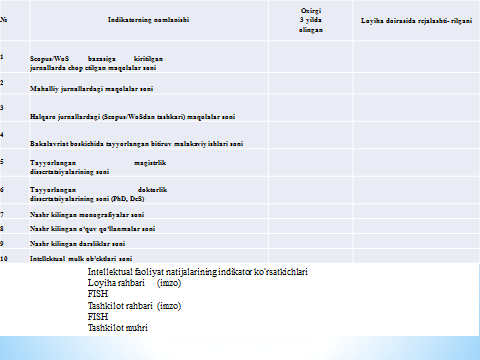 № Indikatorning nomlanishi Oxirgi
3 yilda
olingan Loyiha doirasida rejalashti- rilgani
1 Scopus/WoS bazasiga kiritilgan
jurnallarda chop etilgan maqolalar soni
2 Mahalliy jurnallardagi maqolalar soni
3 Halqaro jurnallardagi (Scopus/WoSdan tashkari) maqolalar soni
4 Bakalavriat boskichida tayyorlangan bitiruv malakaviy ishlari soni
5 Tayyorlangan magistrlik
dissertatsiyalarining soni
6 Tayyorlangan doktorlik
dissertatsiyalarining soni (PhD, DcS)
7 Nashr kilingan monografiyalar soni
8 Nashr kilingan o‘quv qo‘llanmalar soni
9 Nashr kilingan darsliklar soni
10 Intellektual mulk ob’ektlari soni
Intellektual faoliyat natijalarining indikator ko'rsatkichlari
Loyiha rahbari (imzo)
FISH
Tashkilot rahbari (imzo)
FISH
Tashkilot muhri